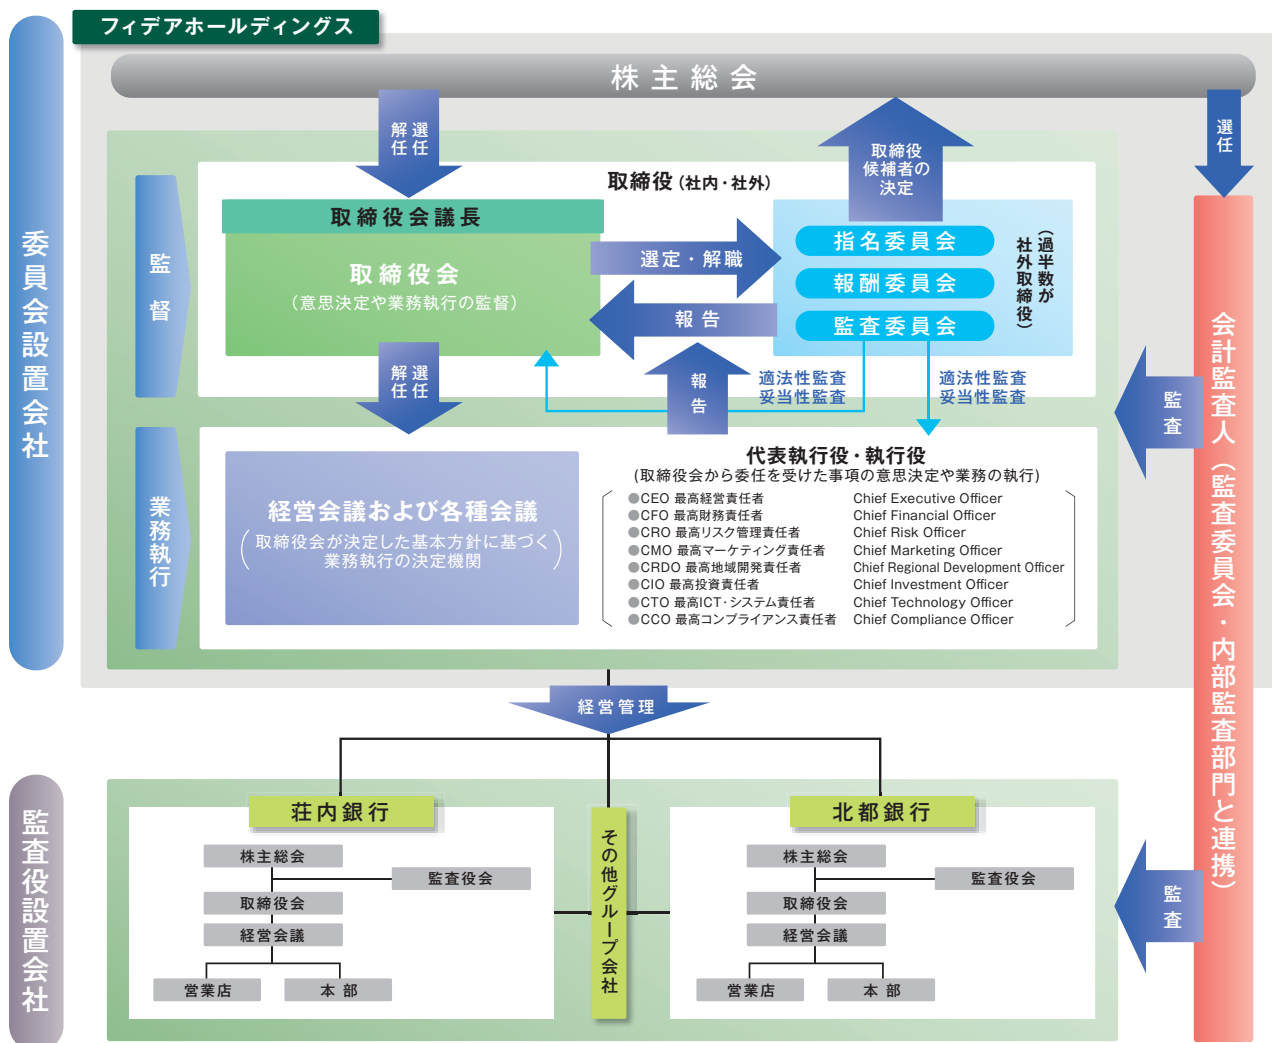 フィデアホールディングス
委員会設置会社
株主総会
選任
解任
取締役
候補者の
決定
選任
監督
取締役（社内・社外）
取締役会議長
取締役会
（意思決定や業務執行の監督）
選定・解職
報告
指名委員会
報酬委員会
監査委員会
（過半数が
社外取締役）
選任
解任
報告
適法性監査
妥当性監査
適法性監査
妥当性監査
監査
会計監査人（監査委員会・内部監査部門と連携）
業務執行
経営会議および各種会議
（取締役会が決定した基本方針に基づく
業務執行の決定機関）
代表執行役・執行役
(取締役会から委任を受けた事項の意思決定や業務の執行)
●CEO 最高経営責任者 Chief Executive Officer
●CFO 最高財務責任者 Chief Financial Officer
●CRO 最高リスク管理責任者 Chief Risk Officer
●CMO 最高マーケティング責任者 Chief Marketing Officer
●CRDO 最高地域開発責任者 Chief Regional Development Officer
●CIO 最高投資責任者 Chief Investment Officer
●CTO 最高ICT・システム責任者 Chief Technology Officer
●CCO 最高コンプライアンス責任者 Chief Compliance Officer
経営管理
監査役設置会社
荘内銀行
株主総会
監査役会
取締役会
経営会議
営業店
本部
その他グループ会社
北都銀行
株主総会
監査役会
取締役会
経営会議
営業店
本部
監査